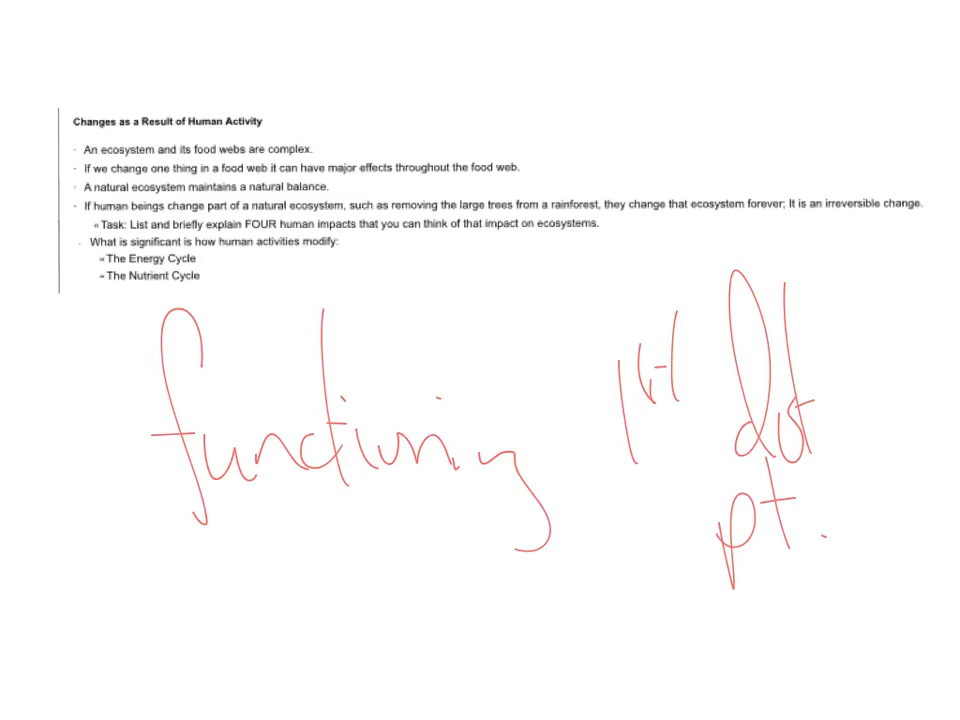 Changes as a Result of Human Activity
· An ecosystem and its food webs are complex.
· If we change one thing in a food web it can have major effects throughout the food web.
· A natural ecosystem maintains a natural balance.
· If human beings change part of a natural ecosystem, such as removing the large trees from a rainforest, they change that ecosystem forever; It is an irreversible change.
▫ Task: List and briefly explain FOUR human impacts that you can think of that impact on ecosystems.
· What is significant is how human activities modify:
▫ The Energy Cycle
▫ The Nutrient Cycle
functioning 1st dot
pt.